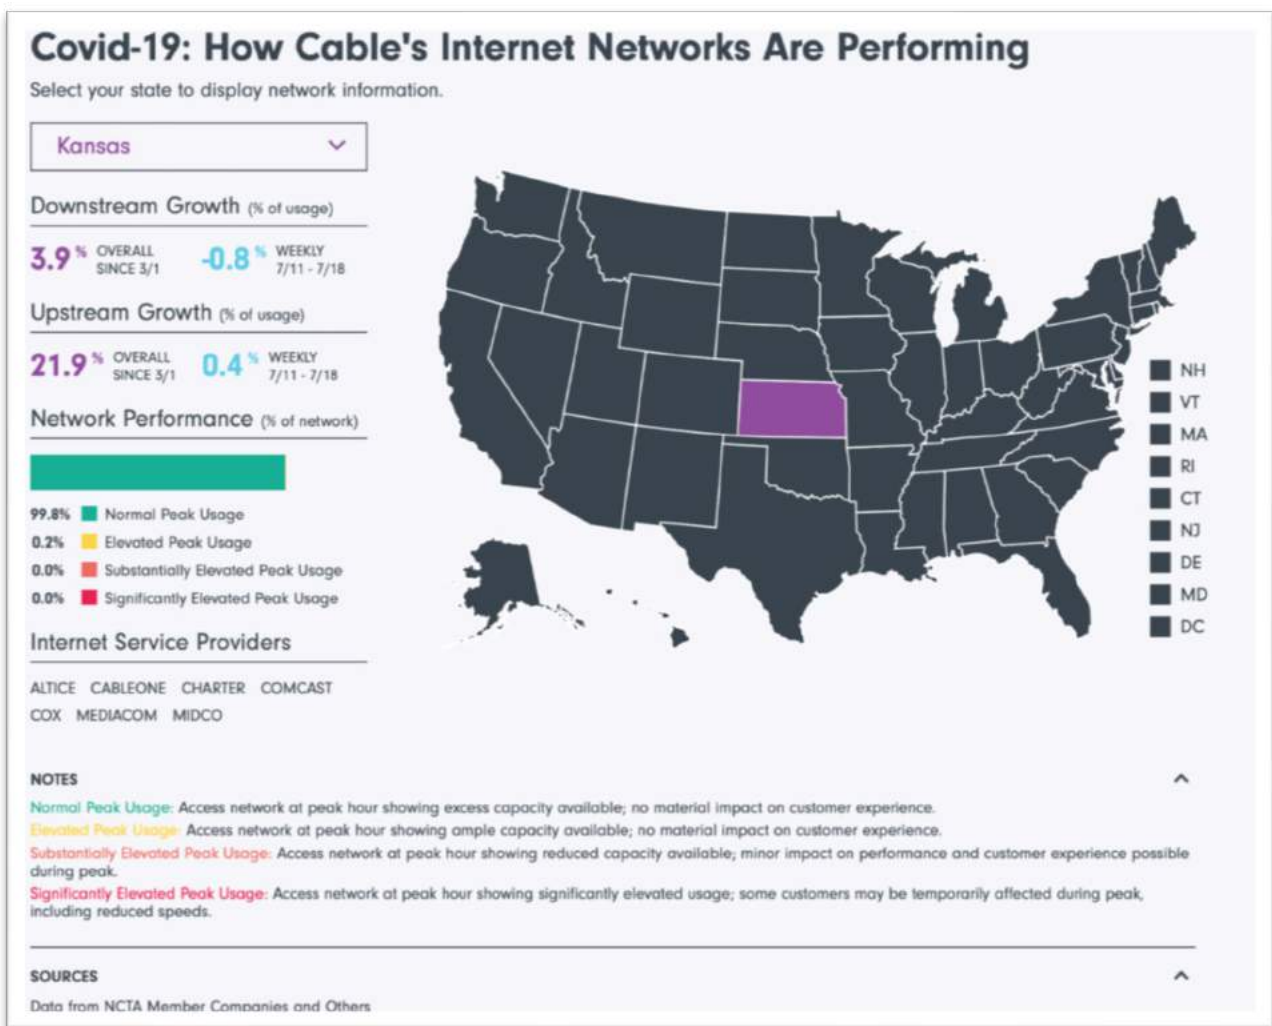 Covid-19: How Cable's Internet Networks Are Performing
Select your state to display network information.
Kansas
Downstream Growth (% of usage)
3.9% OVERALL SINCE 3/1 -0.8% WEEKLY 7/11 - 7/18
Upstream Growth (% of usage)
21.9% OVERALL SINCE 3/1 0.4% WEEKLY 7/11 - 7/18
Network Performance (% of network)
99.8% Normal Peak Usage
0.2% Elevated Peak Usage
0.0% Substantially Elevated Peak Usage
0.0% Significantly Elevated Peak Usage
Internet Service Providers
ALTICE CABLEONE CHARTER COMCAST
COX MEDIACOM MIDCO
NH
VT
MA
RI
CT
NJ
DE
MD
DC
NOTES
Normal Peak Usage: Access network at peak hour showing excess capacity available; no material impact on customer experience.
Elevated Peak Usage: Access network at peak hour showing ample capacity available; no material impact on customer experience.
Substantially Elevated Peak Usage: Access network at peak hour showing reduced capacity available; minor impact on performance and customer experience possible
during peak.
Significantly Elevated Peak Usage: Access network at peak hour showing significantly elevated usage; some customers may be temporarily affected during peak,
including reduced speeds.
SOURCES
Data from NCTA Member Companies and Others